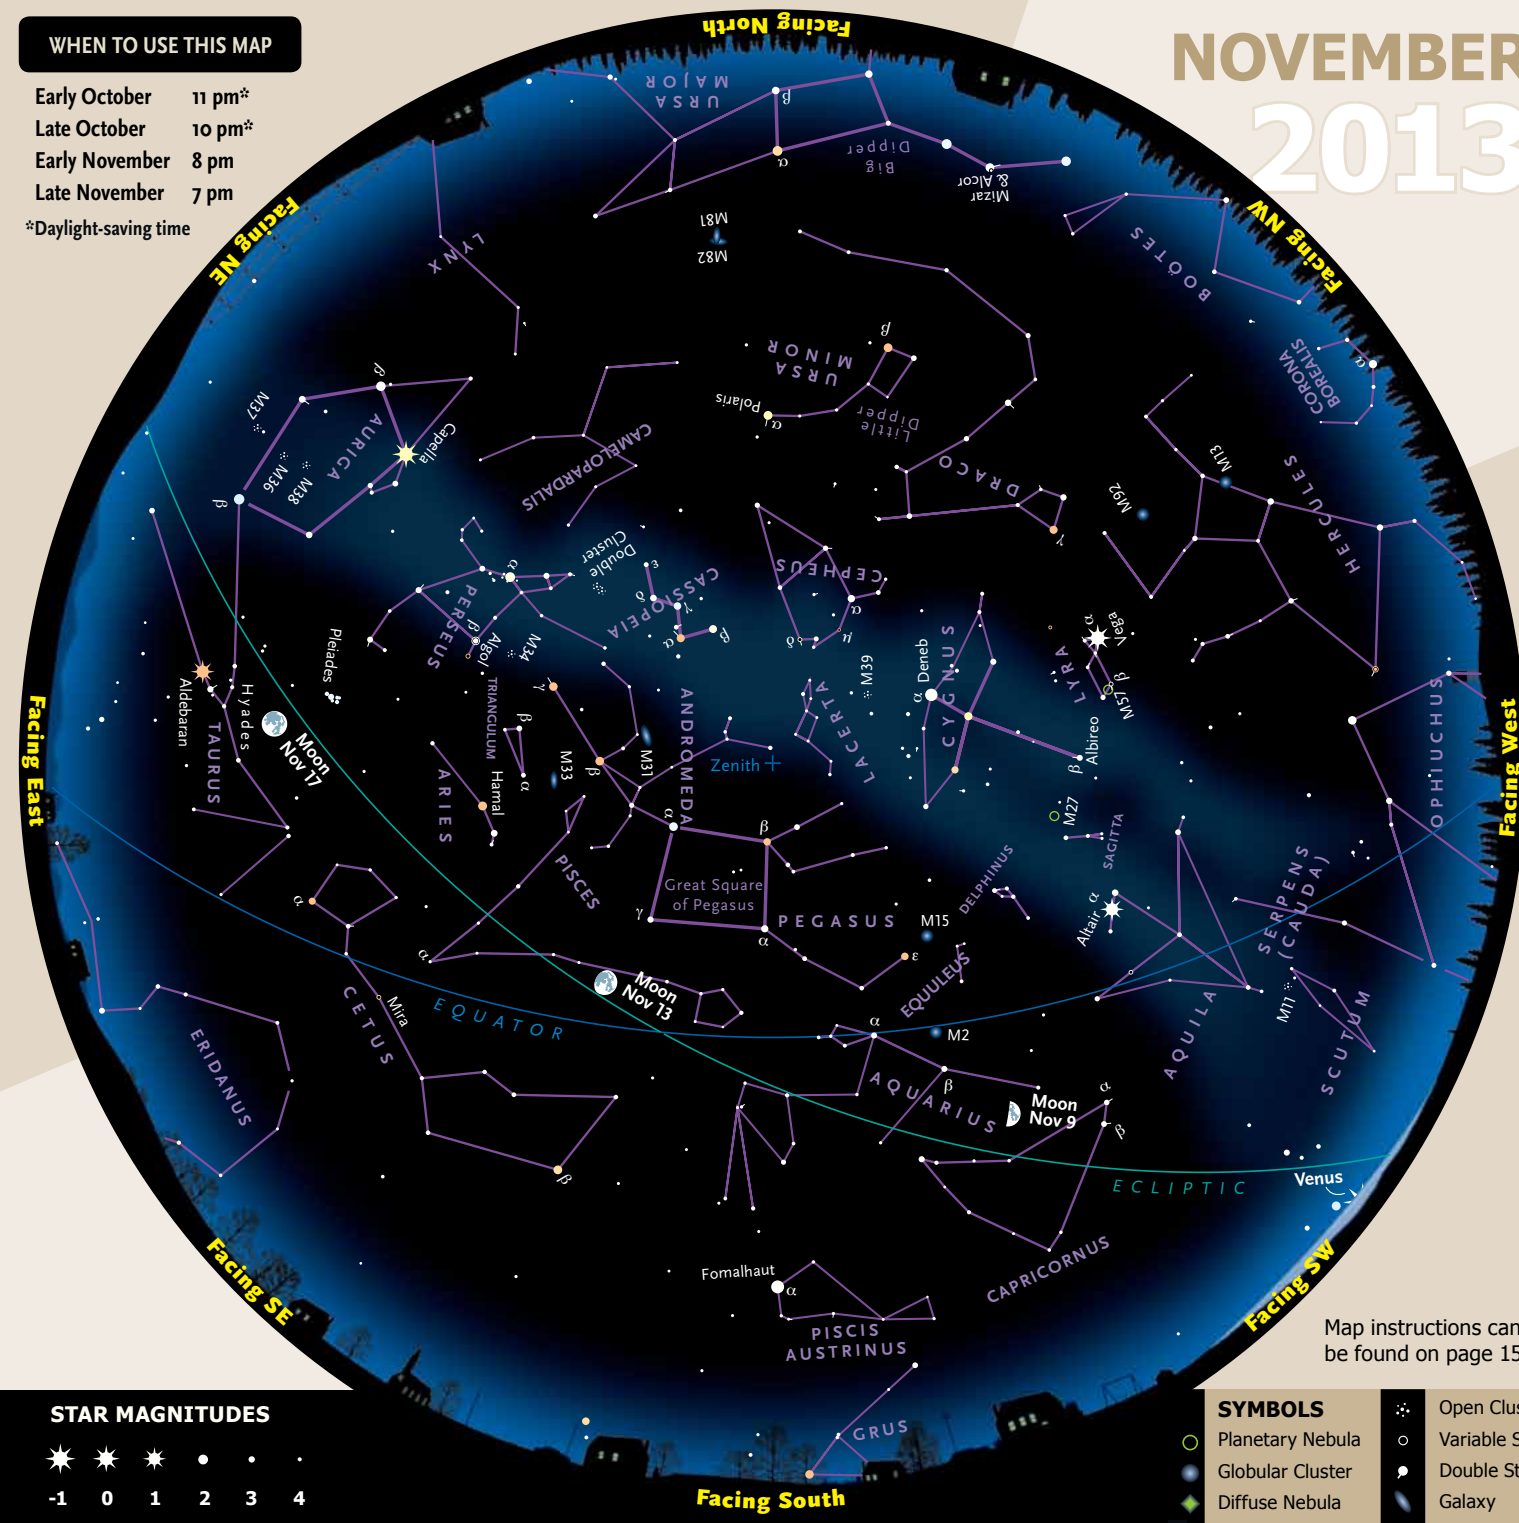 WHEN TO USE THIS MAP
Early October 11 pm*
Late October 10 pm*
Early November 8 pm
Late November 7 pm
*Daylight-saving time
NOVEMBER
2013
Facing North
Facing NE
Facing NW
URSA
MAJOR
β
α
Big
Dipper
Mizar
& Alcor
M81
M82
LYNX
BOÖTES
CORONA
BOREALIS
α
URSA
MINOR
β
Polaris
α
Little
Dipper
β
M37
AURIGA
Capella
M36
M38
β
CAMELOPARDALIS
DRACO
γ
M92
M13
HERCULES
Double
Cluster
α
PERSEUS
β
Algol
M34
CASSIOPEIA
ε
δ
γ
α
β
CEPHEUS
α
δ
μ
Pleiades
Aldebaran
Hyades
TAURUS
Moon
Nov 17
TRIANGULUM
β
α
γ
β
M33
M31
ANDROMEDA
α
Zenith
LACERTA
M39
α
Deneb
CYGNUS
Albireo
β
LYRA
α
Vega
β
M57
OPHIUCHUS
Facing East
Facing West
ARIES
Hamal
M27
SAGITTA
β
Great Square
of Pegasus
γ
α
PEGASUS
PISCES
α
DELPHINUS
M15
ε
EQUULEUS
α
Altair
SERPENS
(CAUDA)
α
CETUS
Mira
β
EQUATOR
Moon
Nov 13
M2
α
β
AQUARIUS
Moon
Nov 9
α
β
AQUILA
M11
SCUTUM
ERIDANUS
ECLIPTIC
Venus
CAPRICORNUS
Fomalhaut
α
PISCIS
AUSTRINUS
GRUS
Facing SE
Facing SW
Facing South
Map instructions can
be found on page 15
STAR MAGNITUDES
-1 0 1 2 3 4
SYMBOLS
Planetary Nebula
Globular Cluster
Diffuse Nebula
Open Clus
Variable S
Double St
Galaxy